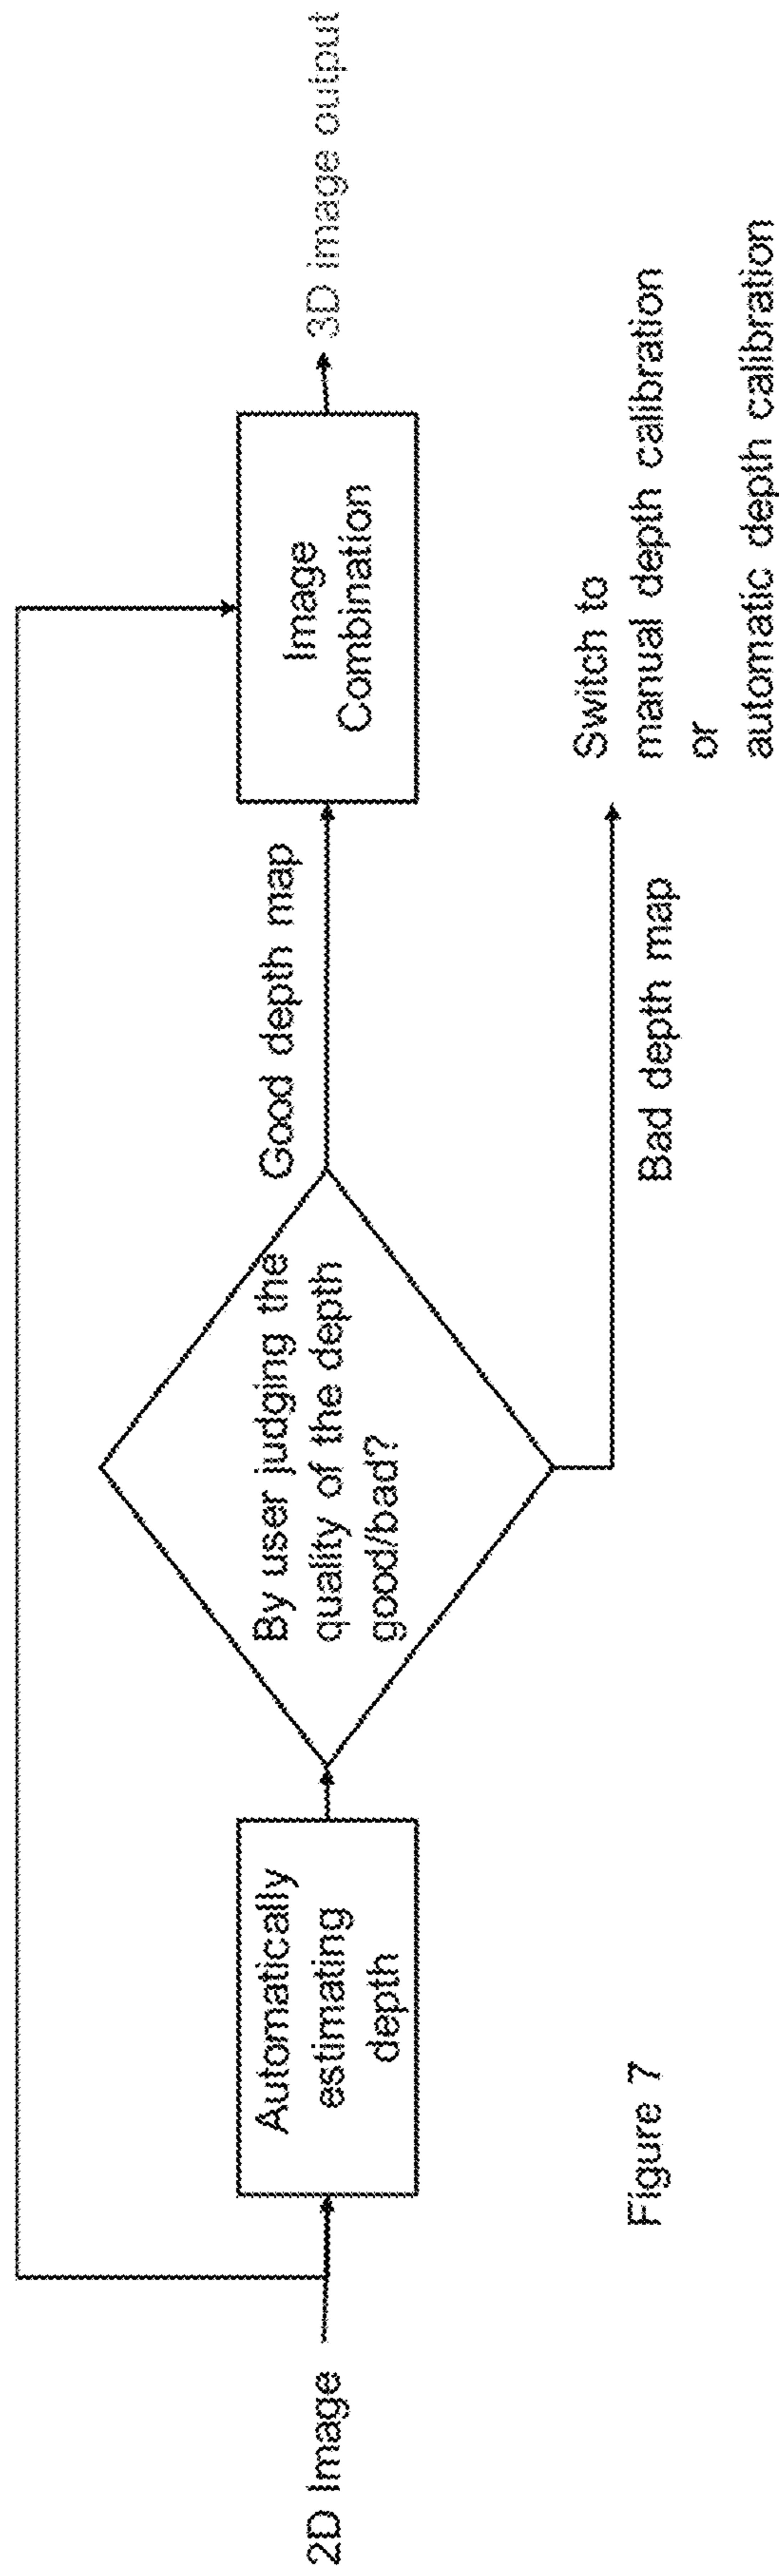 2D Image
Automatically
estimating
depth
By user judging the
quality of the depth
good/bad?
Good depth map
Image
Combination
3D image output
Bad depth map
Switch to
manual depth calibration
or
automatic depth calibration
Figure 7